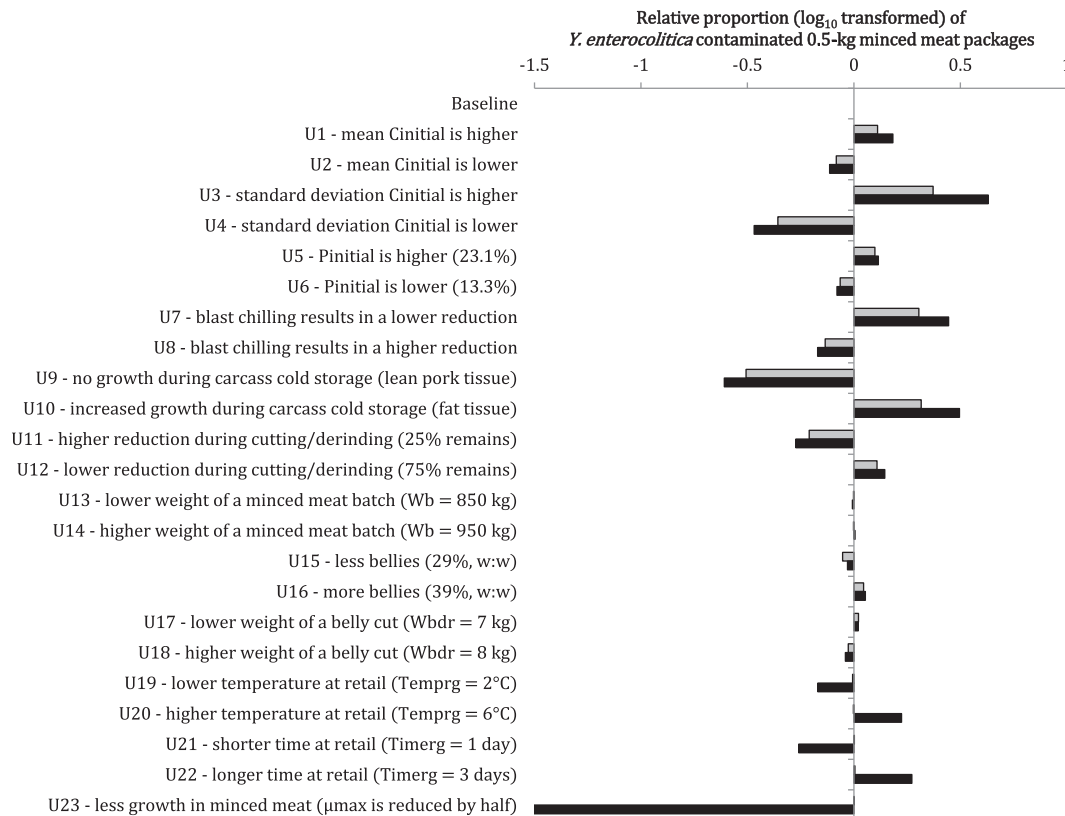 Relative proportion (log10 transformed) of
Y. enterocolitica contaminated 0.5-kg minced meat packages
-1.5 -1 -0.5 0 0.5 1
Baseline
U1 - mean Cinitial is higher
U2 - mean Cinitial is lower
U3 - standard deviation Cinitial is higher
U4 - standard deviation Cinitial is lower
U5 - Pinitial is higher (23.1%)
U6 - Pinitial is lower (13.3%)
U7 - blast chilling results in a lower reduction
U8 - blast chilling results in a higher reduction
U9 - no growth during carcass cold storage (lean pork tissue)
U10 - increased growth during carcass cold storage (fat tissue)
U11 - higher reduction during cutting/derinding (25% remains)
U12 - lower reduction during cutting/derinding (75% remains)
U13 - lower weight of a minced meat batch (Wb = 850 kg)
U14 - higher weight of a minced meat batch (Wb = 950 kg)
U15 - less bellies (29%, w:w)
U16 - more bellies (39%, w:w)
U17 - lower weight of a belly cut (Wbdr = 7 kg)
U18 - higher weight of a belly cut (Wbdr = 8 kg)
U19 - lower temperature at retail (Temprg = 2°C)
U20 - higher temperature at retail (Temprg = 6°C)
U21 - shorter time at retail (Timerg = 1 day)
U22 - longer time at retail (Timerg = 3 days)
U23 - less growth in minced meat (μmax is reduced by half)